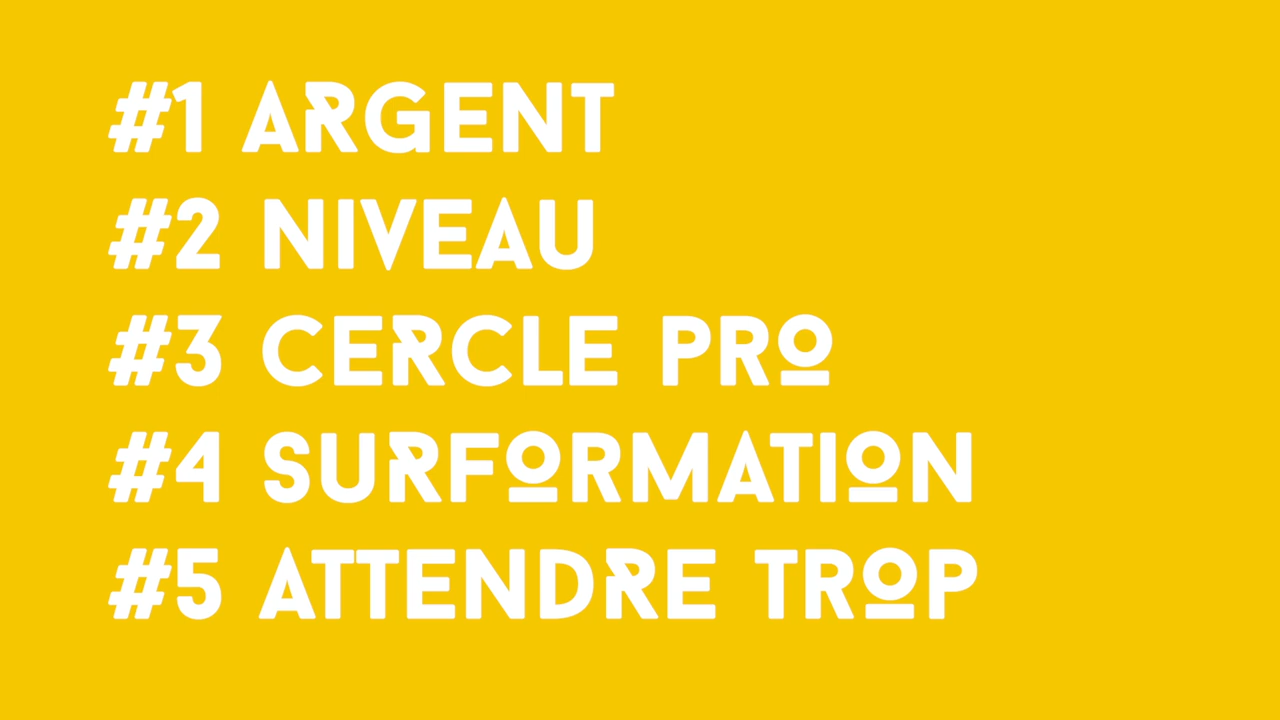 #1 ARGENT
#2 NIVEAU
#3 CERCLE PRO
#4 SURFORMATION
#5 ATTENDRE TROP